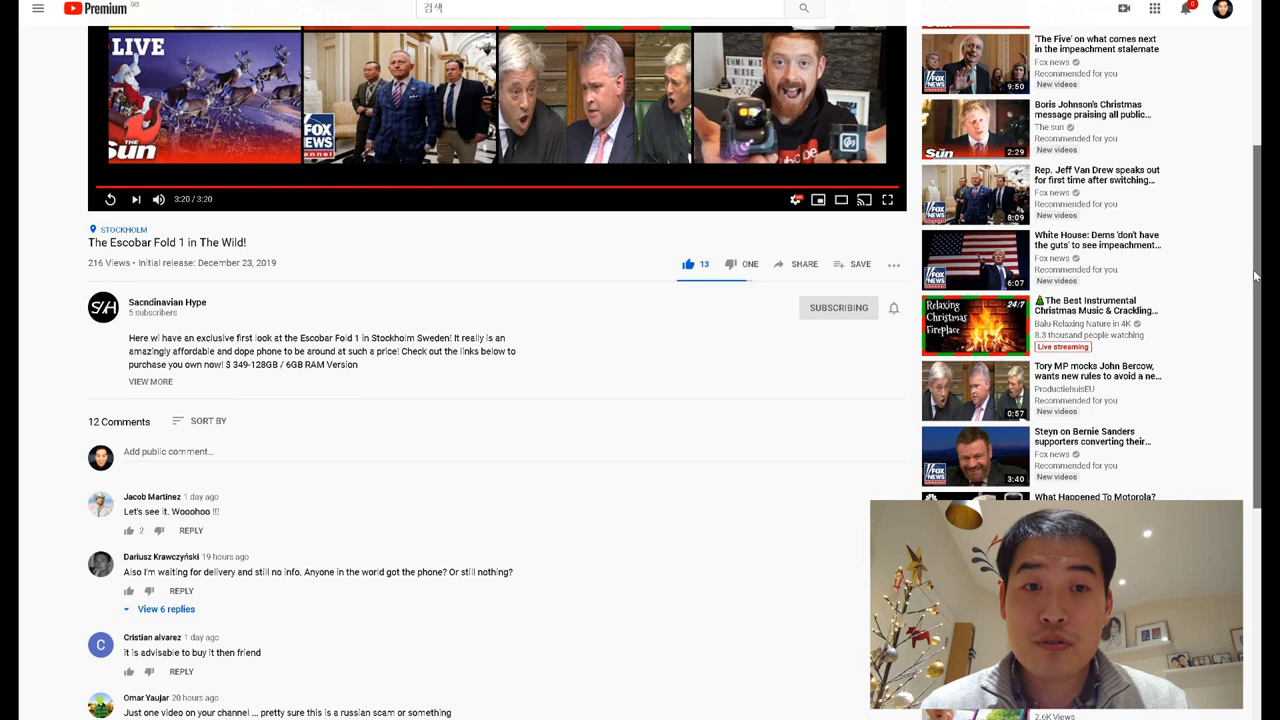 Premium GB
검색
0
LIVE
THE
Sun
FOX
NEWS
channel
3:20 / 3:20
STOCKHOLM
The Escobar Fold 1 in The Wild!
216 Views • Initial release: December 23, 2019
13
ONE
SHARE
SAVE
S/H
Sacndinavian Hype
5 subscribers
SUBSCRIBING
Here wi have an exclusive first look at the Escobar Fold 1 in Stockholm Sweden! It really is an
amazingly affordable and dope phone to be around at such a price! Check out the links below to
purchase you own now! $ 349-128GB / 6GB RAM Version
VIEW MORE
12 Comments
SORT BY
Add public comment...
Jacob Martinez 1 day ago
Let's see it. Wooohoo !!!
2
REPLY
Dariusz Krawczyński 19 hours ago
Also I'm waiting for delivery and still no info. Anyone in the world got the phone? Or still nothing?
REPLY
View 6 replies
C
Cristian alvarez 1 day ago
it is advisable to buy it then friend
REPLY
Omar Yaujar 20 hours ago
Just one video on your channel ... pretty sure this is a russian scam or something
FOX
NEWS
9:50
'The Five' on what comes next
in the impeachment stalemate
Fox news
Recommended for you
New videos
Sun
2:29
Boris Johnson's Christmas
message praising all public...
The sun
Recommended for you
New videos
FOX
NEWS
8:09
Rep. Jeff Van Drew speaks out
for first time after switching...
Fox news
Recommended for you
New videos
FOX
NEWS
6:07
White House: Dems 'don't have
the guts' to see impeachment...
Fox news
Recommended for you
New videos
Relaxing
Christmas
Fireplace
24/7
The Best Instrumental
Christmas Music & Crackling...
Balu-Relaxing Nature in 4K
8.3 thousand people watching
Live streaming
0:57
Tory MP mocks John Bercow,
wants new rules to avoid a ne...
ProductiehuisEU
Recommended for you
New videos
FOX
NEWS
3:40
Steyn on Bernie Sanders
supporters converting their...
Fox news
Recommended for you
New videos
What Happened To Motorola?
2.6K Views